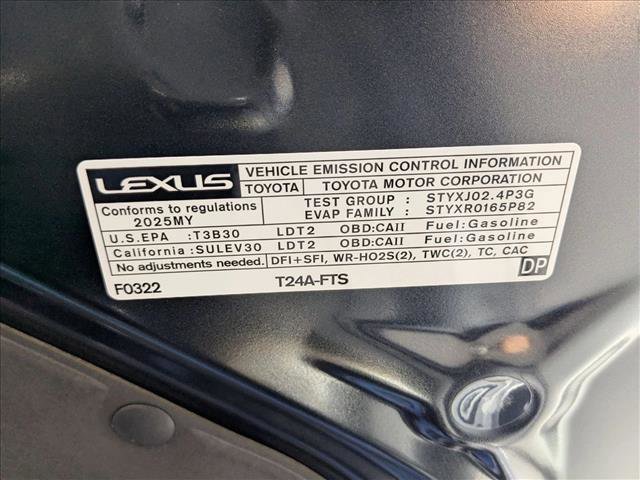 LEXUS VEHICLE EMISSION CONTROL INFORMATION
TOYOTA TOYOTA MOTOR CORPORATION
Conforms to regulations TEST GROUP : STYXJ02.4P3G
2025MY EVAP FAMILY : STYXR0165P82
U.S.EPA :T3B30 LDT2 OBD:CAII Fuel:Gasoline
California:SULEV30 LDT2 OBD:CAII Fuel:Gasoline
No adjustments needed. DFI+SFI, WR-HO2S(2), TWC(2), TC, CAC
F0322 T24A-FTS DP